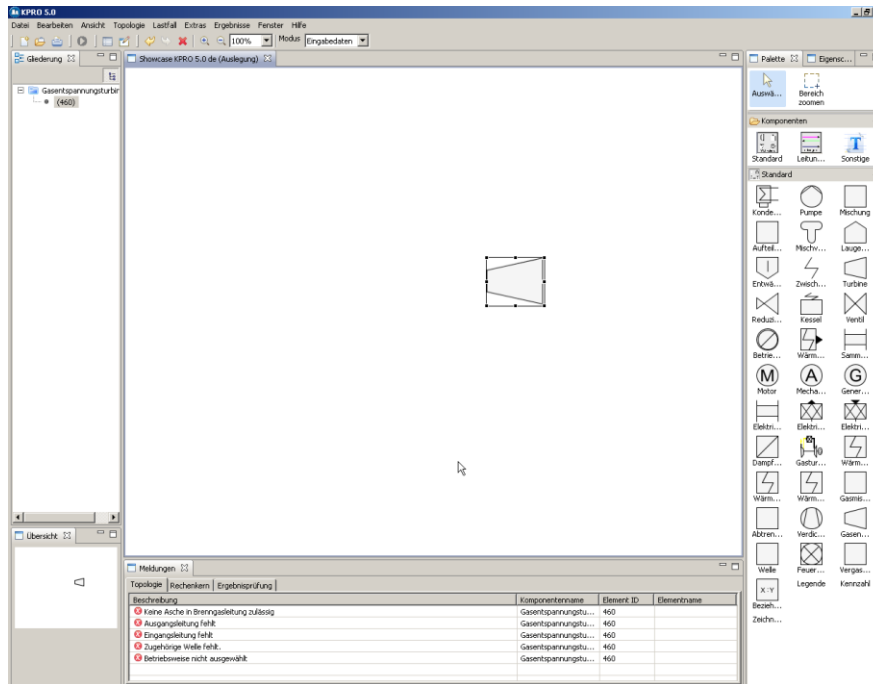 KPRO 5.0
Datei Bearbeiten Ansicht Topologie Lastfall Extras Ergebnisse Fenster Hilfe
100% Modus Eingabedaten
Gliederung
Gasentspannungsturbin
(460)
Showcase KPRO 5.0 de (Auslegung)
Palette Eigensc...
Auswä... Bereich zoomen
Komponenten
Standard Leitun... Sonstige
Standard
Konde... Pumpe Mischung
Aufteil... Mischv... Lauge...
Entwä... Zwisch... Turbine
Reduzi... Kessel Ventil
Betrie... Wärm... Samm...
M A G
Motor Mecha... Gener...
Elektri... Elektri... Elektri...
Dampf... Gastur... Wärm...
Wärm... Wärm... Gasmis...
Abtren... Verdic... Gasen...
Welle Feuer... Vergas...
X:Y Legende Kennzahl
Bezieh...
Zeichn...
Übersicht
Meldungen
Topologie Rechenkern Ergebnisprüfung
Beschreibung Komponentenname Element ID Elementname
Keine Asche in Brenngasleitung zulässig Gasentspannungstu... 460
Ausgangsleitung fehlt Gasentspannungstu... 460
Eingangsleitung fehlt Gasentspannungstu... 460
Zugehörige Welle fehlt. Gasentspannungstu... 460
Betriebsweise nicht ausgewählt Gasentspannungstu... 460